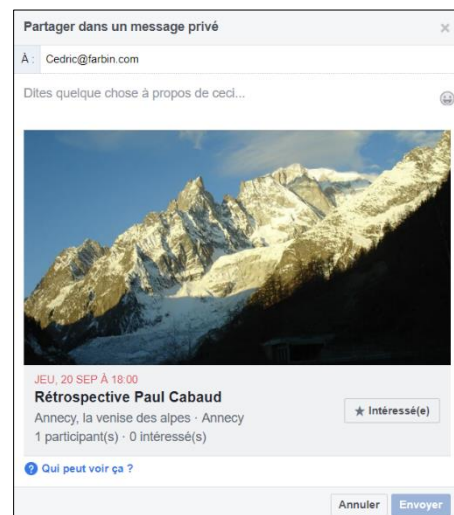 Partager dans un message privé
À : Cedric@farbin.com
Dites quelque chose à propos de ceci...
JEU, 20 SEP À 18:00
Rétrospective Paul Cabaud
Annecy, la venise des alpes · Annecy
1 participant(s) · 0 intéressé(s)
★ Intéressé(e)
? Qui peut voir ça ?
Annuler Envoyer